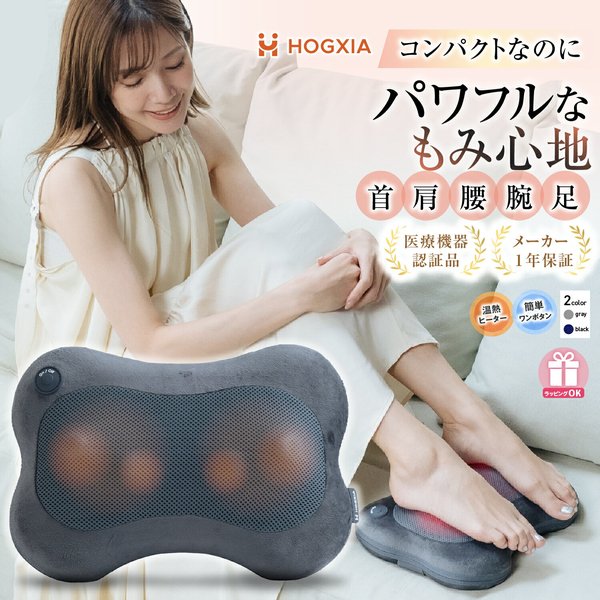 HOGXIA
コンパクトなのに
パワフルな
もみ心地
首肩腰腕足
医療機器
認証品
メーカー
1年保証
温熱
ヒーター
簡単
ワンボタン
2color
gray
black
ラッピングOK